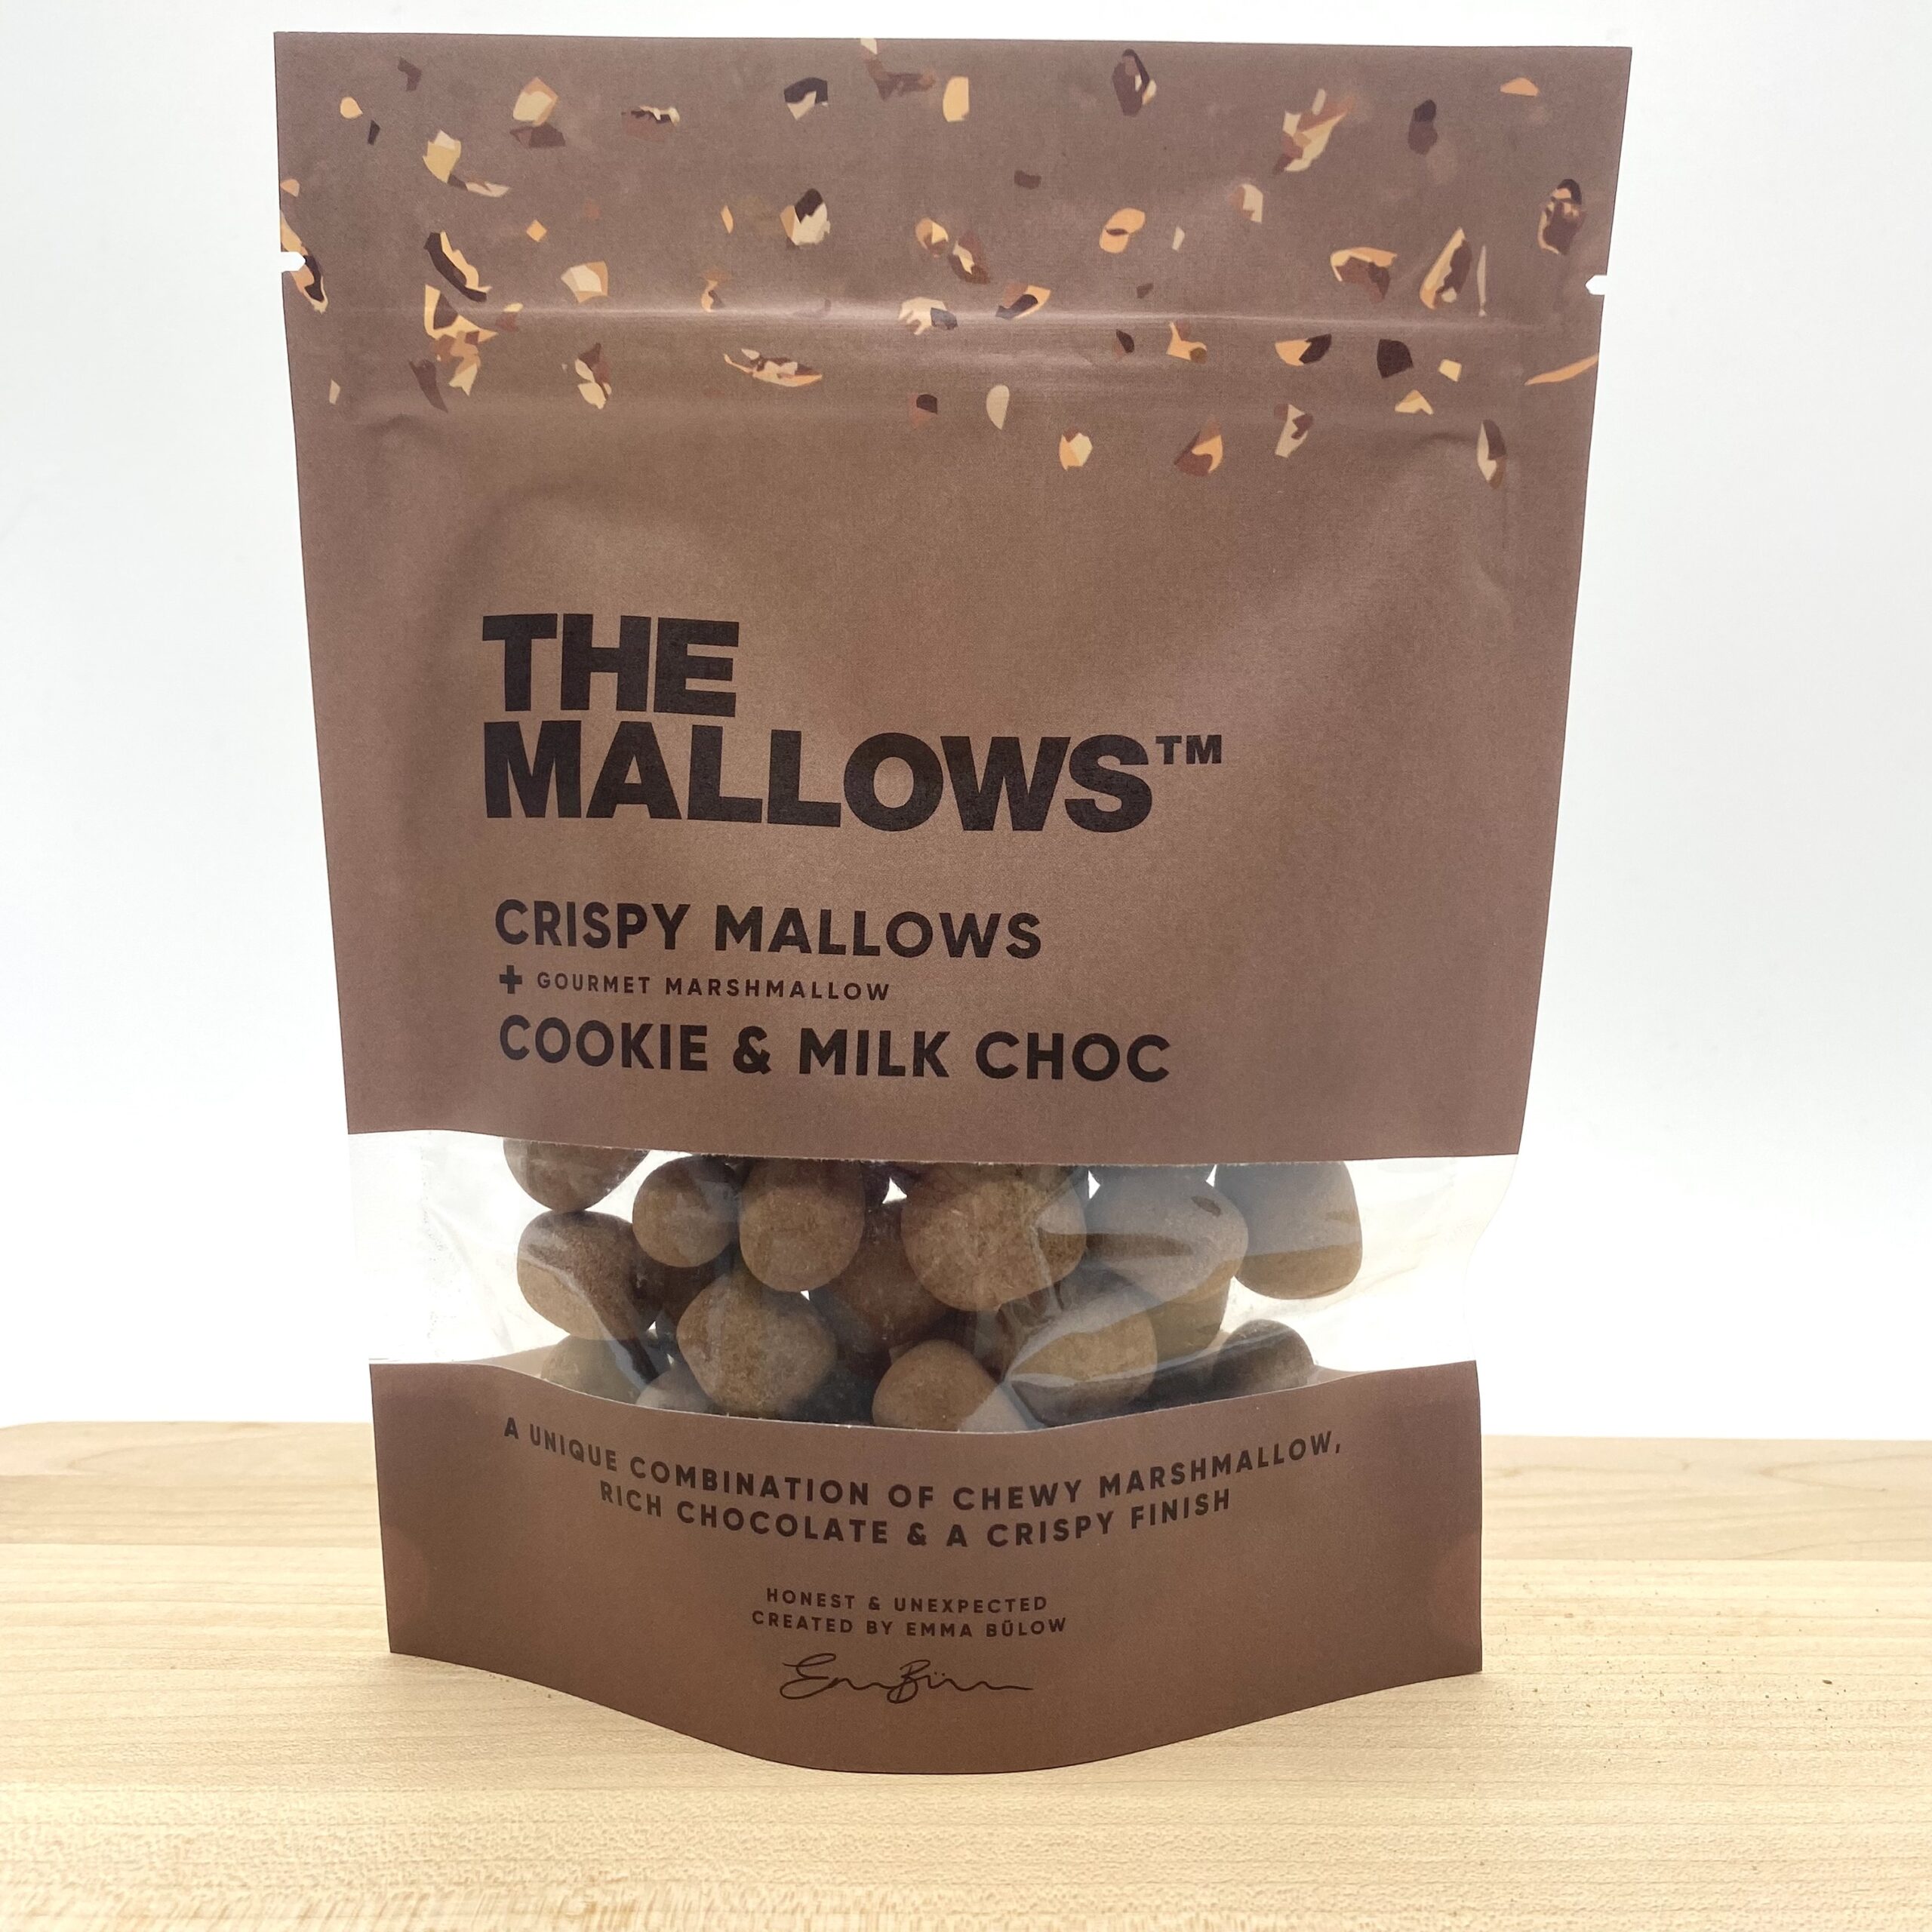 THE
MALLOWS™
CRISPY MALLOWS
+ GOURMET MARSHMALLOW
COOKIE & MILK CHOC
A UNIQUE COMBINATION OF CHEWY MARSHMALLOW,
RICH CHOCOLATE & A CRISPY FINISH
HONEST & UNEXPECTED
CREATED BY EMMA BÜLOW